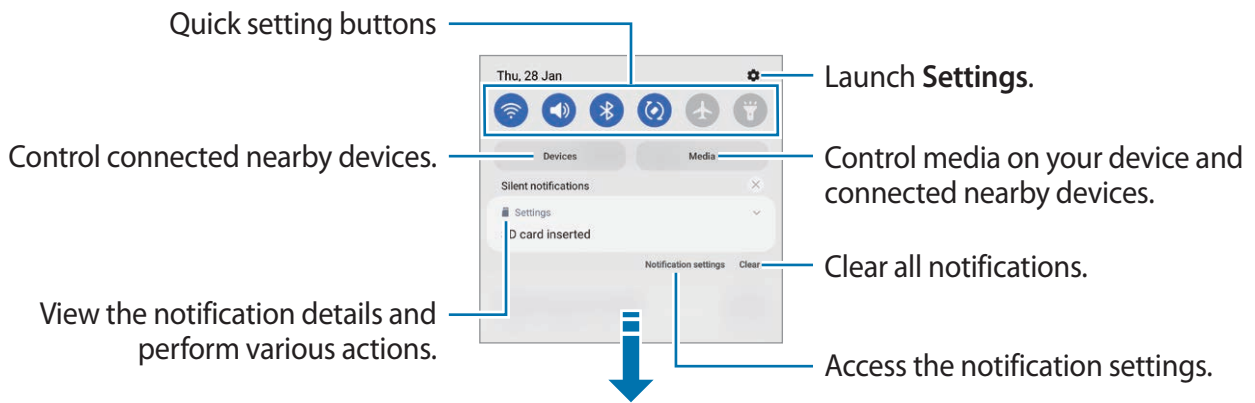 Quick setting buttons
Thu, 28 Jan
Launch Settings.
Control connected nearby devices.
Devices
Media
Control media on your device and
connected nearby devices.
Silent notifications
Settings
D card inserted
Notification settings
Clear
Clear all notifications.
View the notification details and
perform various actions.
Access the notification settings.